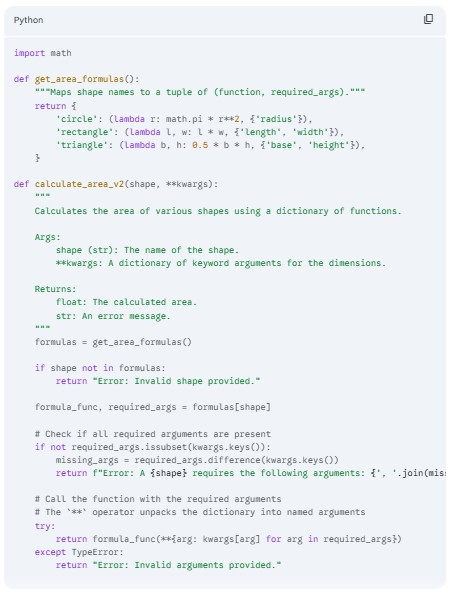 Python
import math
def get_area_formulas():
    """Maps shape names to a tuple of (function, required_args)."""
    return {
        'circle': (lambda r: math.pi * r**2, {'radius'}),
        'rectangle': (lambda l, w: l * w, {'length', 'width'}),
        'triangle': (lambda b, h: 0.5 * b * h, {'base', 'height'}),
    }
def calculate_area_v2(shape, **kwargs):
    """
    Calculates the area of various shapes using a dictionary of functions.
    Args:
        shape (str): The name of the shape.
        **kwargs: A dictionary of keyword arguments for the dimensions.
    Returns:
        float: The calculated area.
        str: An error message.
    """
    formulas = get_area_formulas()
    if shape not in formulas:
        return "Error: Invalid shape provided."
    formula_func, required_args = formulas[shape]
    # Check if all required arguments are present
    if not required_args.issubset(kwargs.keys()):
        missing_args = required_args.difference(kwargs.keys())
        return f"Error: A {shape} requires the following arguments: {', '.join(miss
    # Call the function with the required arguments
    # The `**` operator unpacks the dictionary into named arguments
    try:
        return formula_func(**{arg: kwargs[arg] for arg in required_args})
    except TypeError:
        return "Error: Invalid arguments provided."